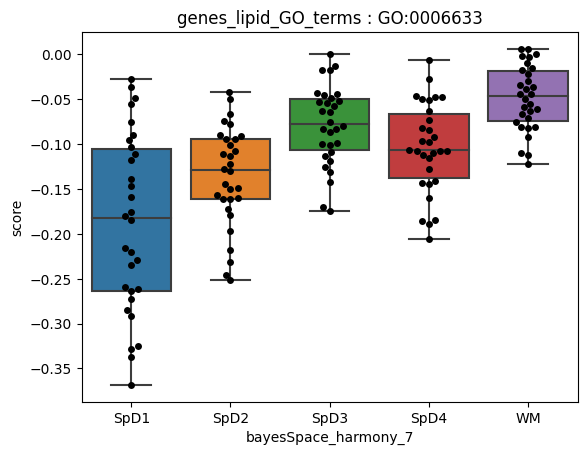 genes_lipid_GO_terms : GO:0006633
0.00
−0.05
−0.10
−0.15
−0.20
−0.25
−0.30
−0.35
score
SpD1 SpD2 SpD3 SpD4 WM
bayesSpace_harmony_7